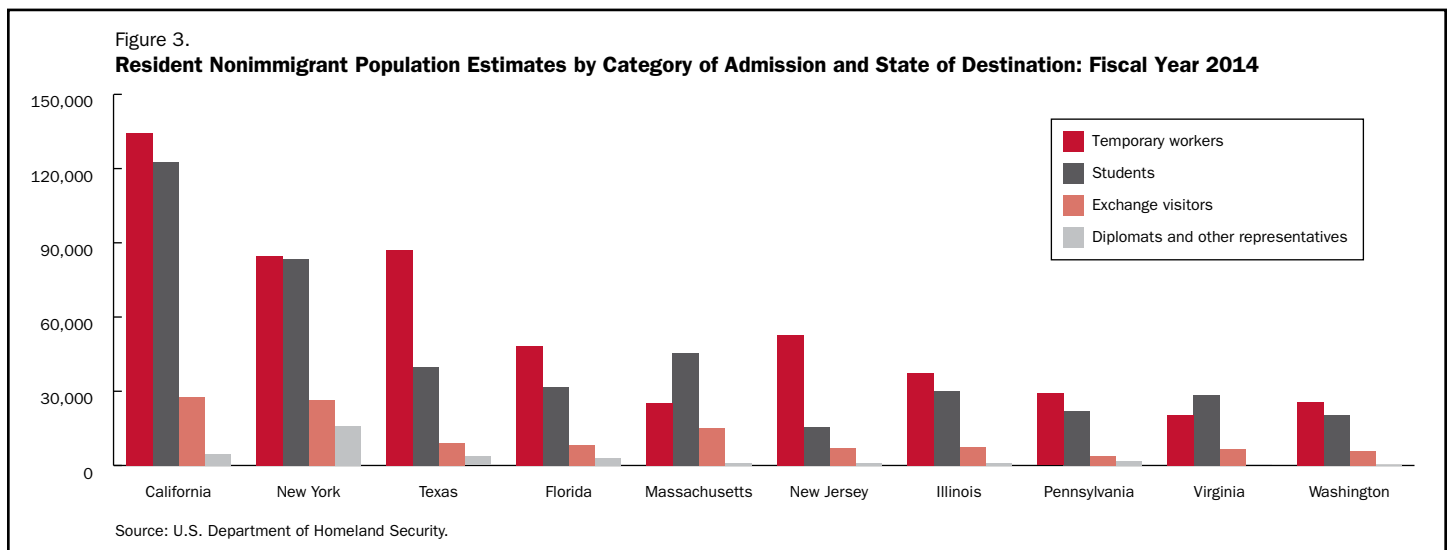 Figure 3.
Resident Nonimmigrant Population Estimates by Category of Admission and State of Destination: Fiscal Year 2014
150,000
120,000
90,000
60,000
30,000
0
Temporary workers
Students
Exchange visitors
Diplomats and other representatives
California New York Texas Florida Massachusetts New Jersey Illinois Pennsylvania Virginia Washington
Source: U.S. Department of Homeland Security.